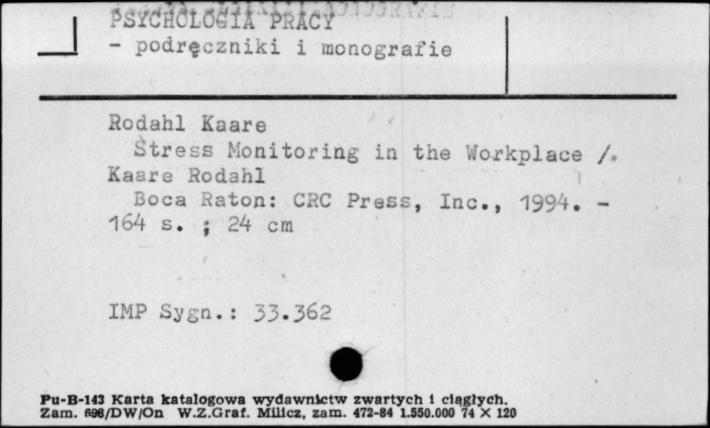 PSYCHOLOGIA PRACY
- podręczniki i monografie
Rodahl Kaare
Stress Monitoring in the Workplace /.
Kaare Rodahl
Boca Raton: CRC Press, Inc., 1994. -
164 s. ; 24 cm
IMP Sygn.: 33.362
Pu-B-143 Karta katalogowa wydawnictw zwartych i ciągłych.
Zam. 698/DW/On W.Z.Graf. Milicz, zam. 472-84 1.550.000 74 X 120